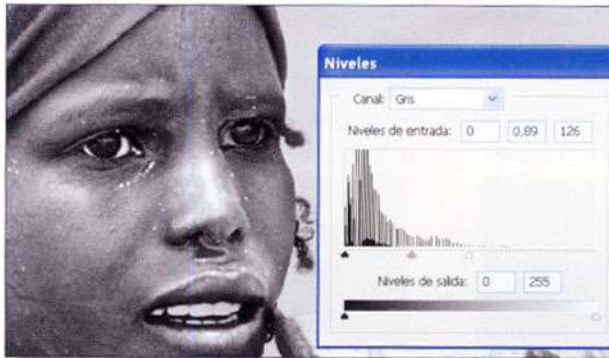 Niveles
Canal: Gris
Niveles de entrada: 0 0,89 126
Niveles de salida: 0 255